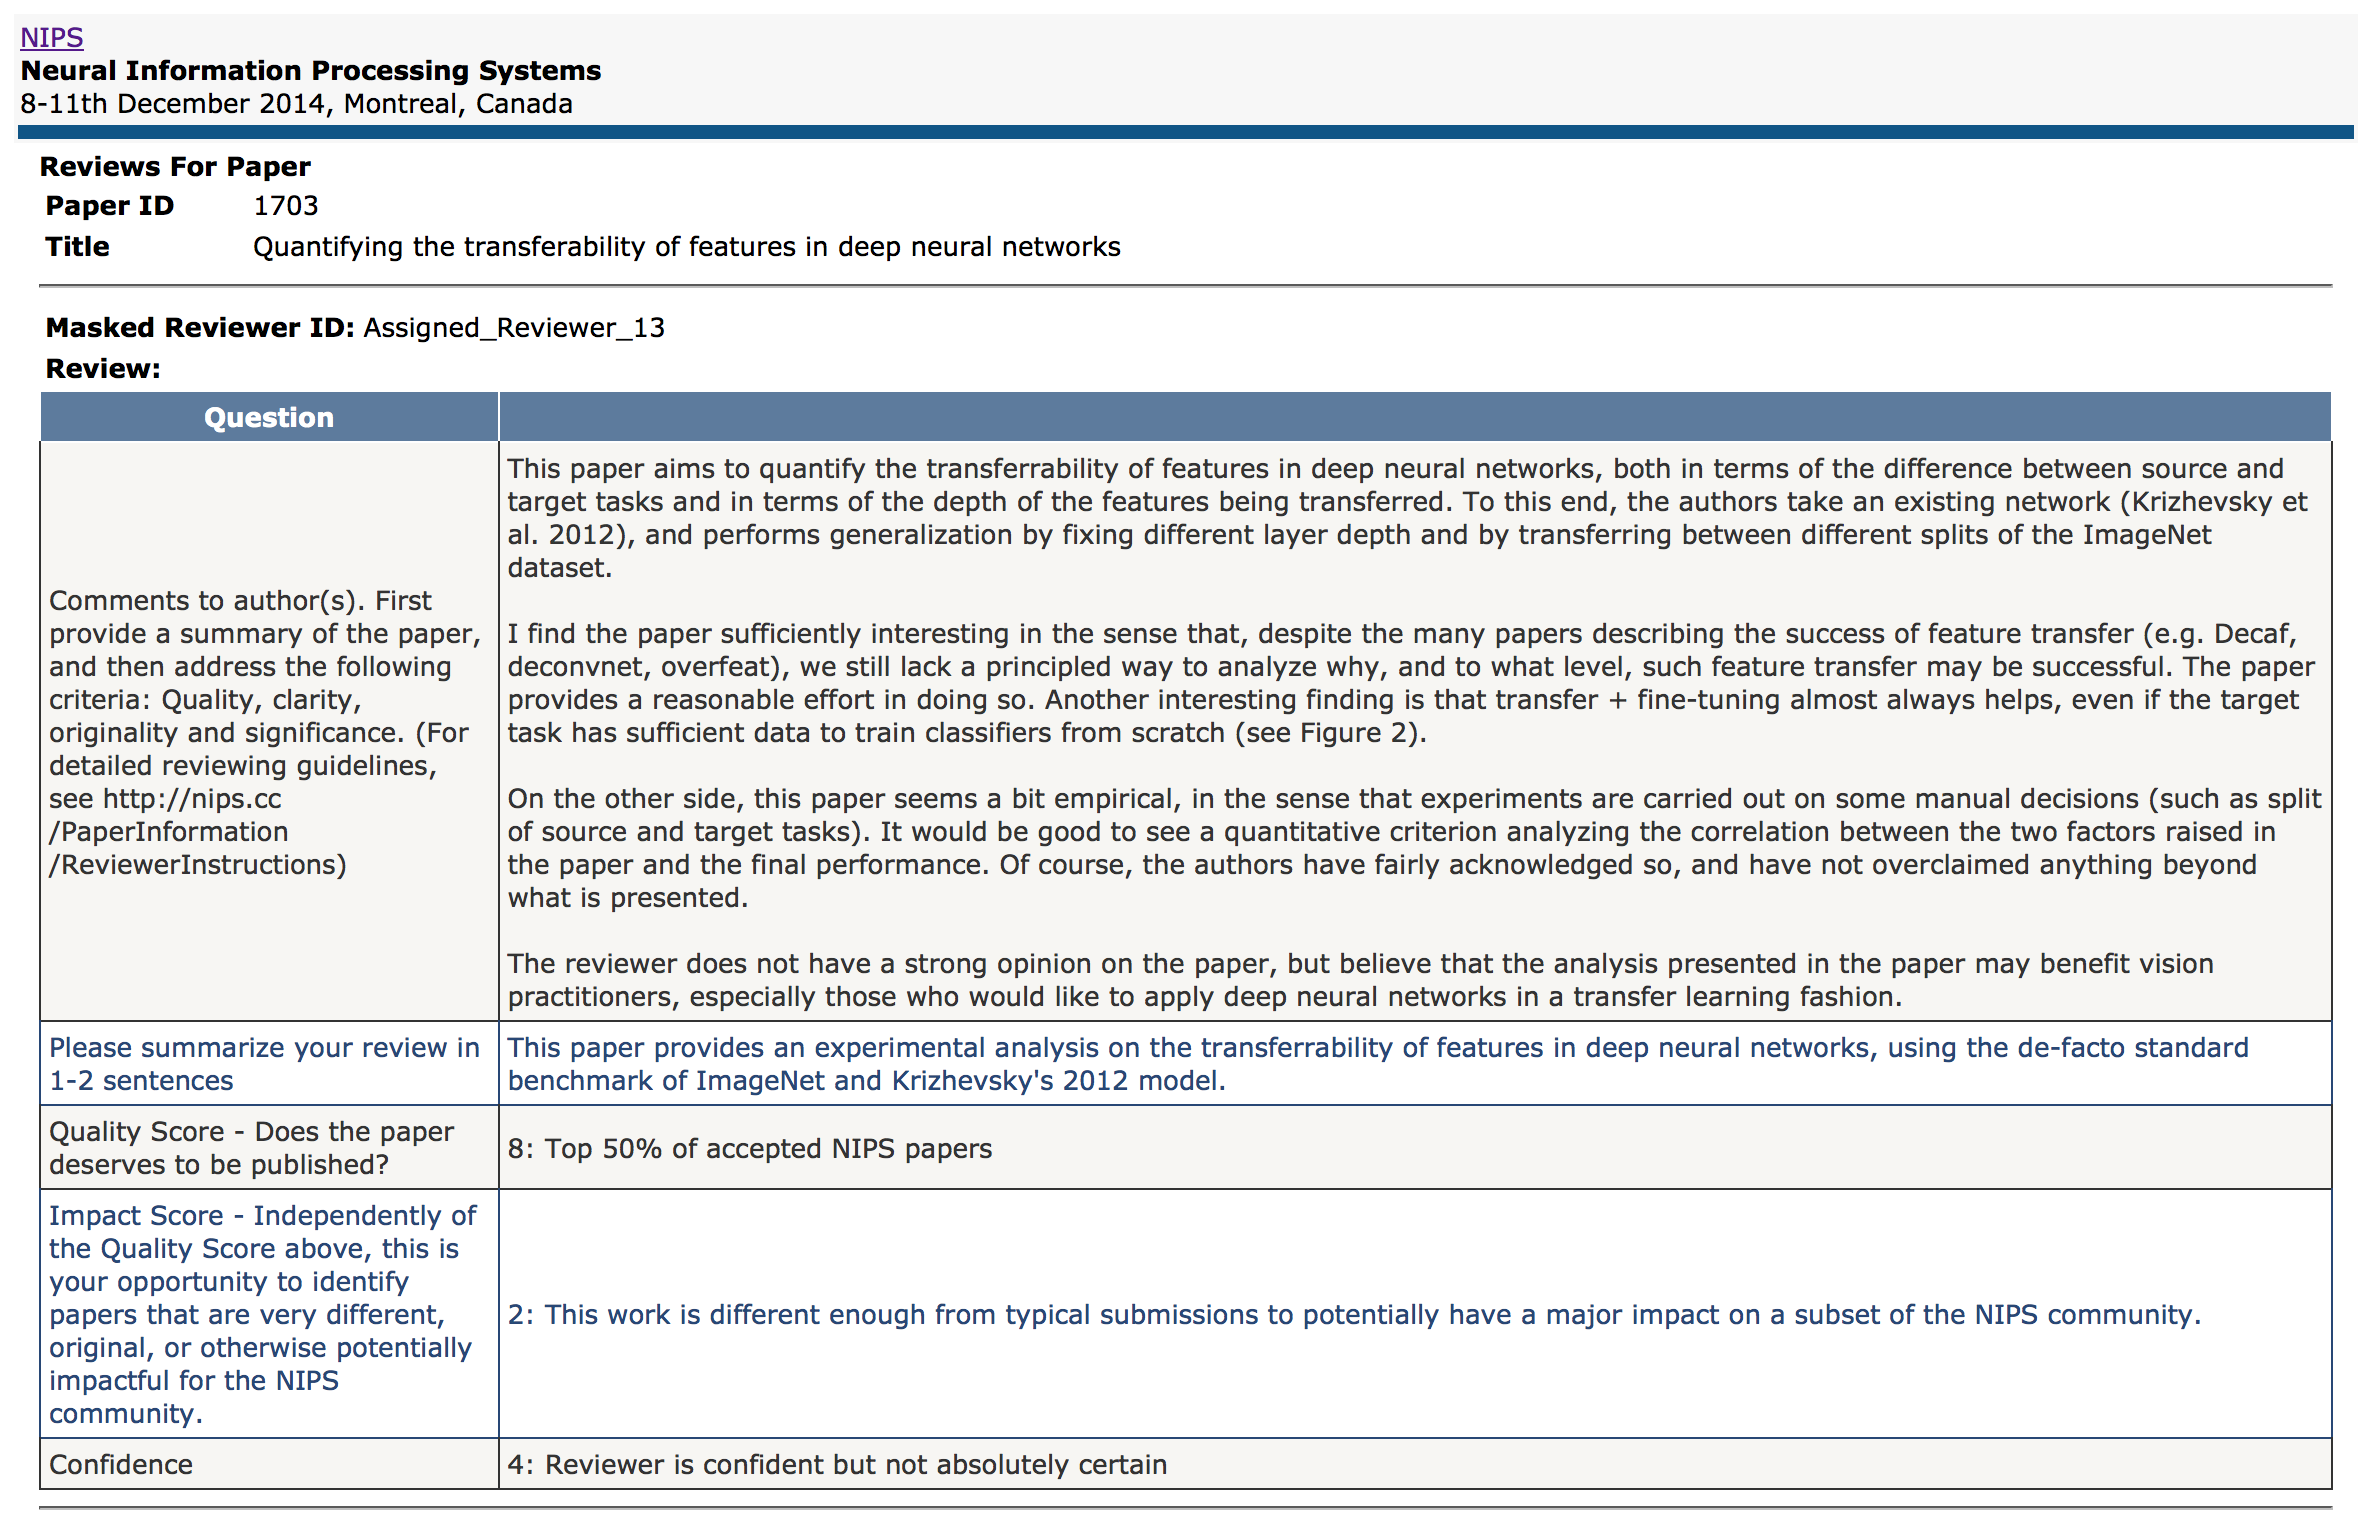 NIPS
Neural Information Processing Systems
8-11th December 2014, Montreal, Canada
Reviews For Paper
Paper ID 1703
Title Quantifying the transferability of features in deep neural networks
Masked Reviewer ID: Assigned_Reviewer_13
Review:
Question
Comments to author(s). First
provide a summary of the paper,
and then address the following
criteria: Quality, clarity,
originality and significance. (For
detailed reviewing guidelines,
see http://nips.cc
/PaperInformation
/ReviewerInstructions)
This paper aims to quantify the transferrability of features in deep neural networks, both in terms of the difference between source and
target tasks and in terms of the depth of the features being transferred. To this end, the authors take an existing network (Krizhevsky et
al. 2012), and performs generalization by fixing different layer depth and by transferring between different splits of the ImageNet
dataset.
I find the paper sufficiently interesting in the sense that, despite the many papers describing the success of feature transfer (e.g. Decaf,
deconvnet, overfeat), we still lack a principled way to analyze why, and to what level, such feature transfer may be successful. The paper
provides a reasonable effort in doing so. Another interesting finding is that transfer + fine-tuning almost always helps, even if the target
task has sufficient data to train classifiers from scratch (see Figure 2).
On the other side, this paper seems a bit empirical, in the sense that experiments are carried out on some manual decisions (such as split
of source and target tasks). It would be good to see a quantitative criterion analyzing the correlation between the two factors raised in
the paper and the final performance. Of course, the authors have fairly acknowledged so, and have not overclaimed anything beyond
what is presented.
The reviewer does not have a strong opinion on the paper, but believe that the analysis presented in the paper may benefit vision
practitioners, especially those who would like to apply deep neural networks in a transfer learning fashion.
Please summarize your review in
1-2 sentences
This paper provides an experimental analysis on the transferrability of features in deep neural networks, using the de-facto standard
benchmark of ImageNet and Krizhevsky's 2012 model.
Quality Score - Does the paper
deserves to be published?
8: Top 50% of accepted NIPS papers
Impact Score - Independently of
the Quality Score above, this is
your opportunity to identify
papers that are very different,
original, or otherwise potentially
impactful for the NIPS
community.
2: This work is different enough from typical submissions to potentially have a major impact on a subset of the NIPS community.
Confidence
4: Reviewer is confident but not absolutely certain